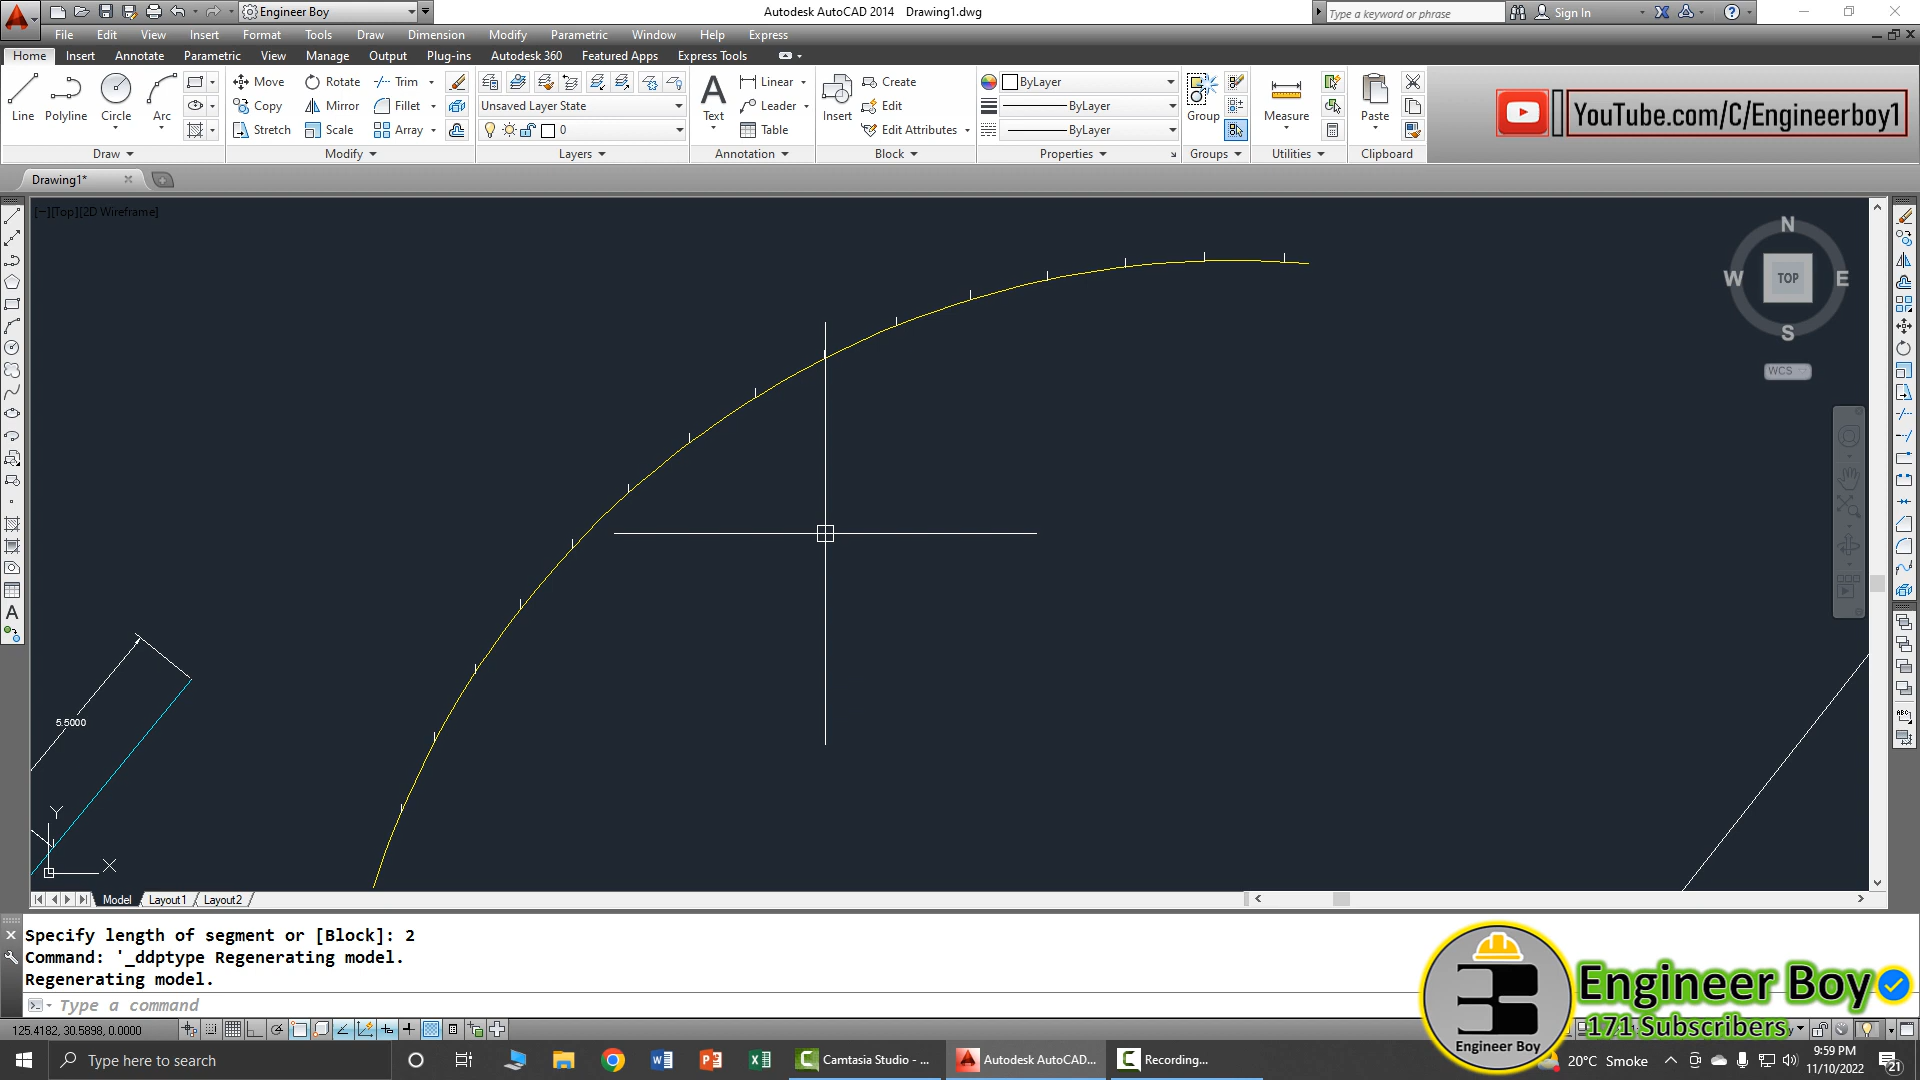 Engineer Boy
Autodesk AutoCAD 2014 Drawing1.dwg
Type a keyword or phrase
Sign In
File Edit View Insert Format Tools Draw Dimension Modify Parametric Window Help Express
Home Insert Annotate Parametric View Manage Output Plug-ins Autodesk 360 Featured Apps Express Tools
Line Polyline Circle Arc
Move Rotate Trim
Copy Mirror Fillet
Stretch Scale Array
Unsaved Layer State
0
Text
Linear
Leader
Table
Insert
Create
Edit
Edit Attributes
ByLayer
ByLayer
ByLayer
Group
Measure
Paste
Draw Modify Layers Annotation Block Properties Groups Utilities Clipboard
YouTube.com/C/Engineerboy1
Drawing1*
[−][Top][2D Wireframe]
N
W TOP E
S
WCS
5.5000
Y
X
A
ABC
Model Layout1 Layout2
Specify length of segment or [Block]: 2
Command: '_ddptype Regenerating model.
Regenerating model.
Type a command
125.4182, 30.5898, 0.0000
Engineer Boy
171 Subscribers
Engineer Boy
Type here to search
Camtasia Studio - ...
Autodesk AutoCAD...
Recording...
20°C Smoke
9:59 PM
11/10/2022
21